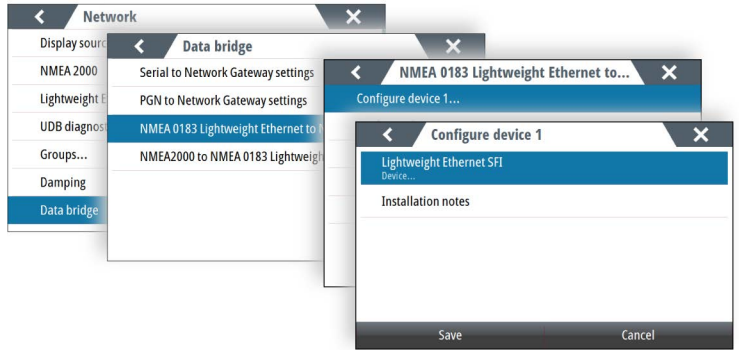 Network
Display sourc
NMEA 2000
Lightweight E
UDB diagnost
Groups...
Damping
Data bridge
Data bridge
Serial to Network Gateway settings
PGN to Network Gateway settings
NMEA 0183 Lightweight Ethernet to N
NMEA2000 to NMEA 0183 Lightweigh
NMEA 0183 Lightweight Ethernet to...
Configure device 1...
Configure device 1
Lightweight Ethernet SFI
Device...
Installation notes
Save
Cancel